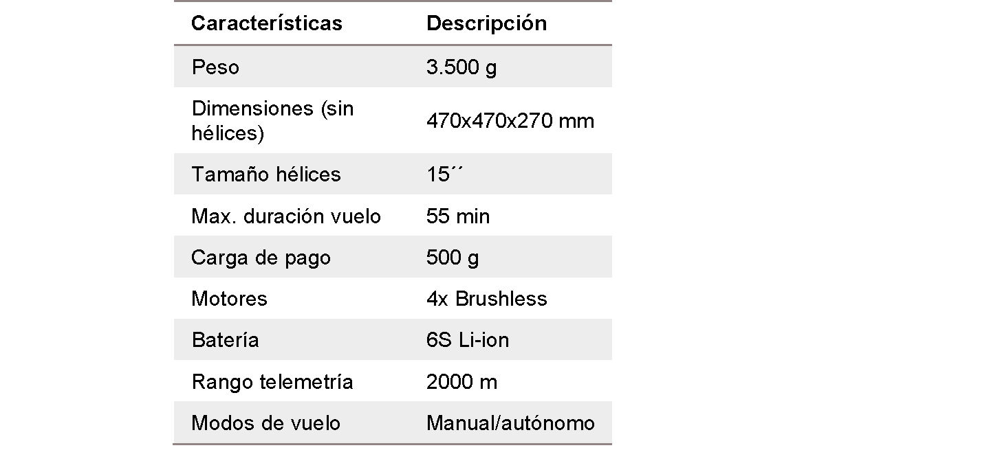 Características Descripción
Peso 3.500 g
Dimensiones (sin
hélices) 470x470x270 mm
Tamaño hélices 15´´
Max. duración vuelo 55 min
Carga de pago 500 g
Motores 4x Brushless
Batería 6S Li-ion
Rango telemetría 2000 m
Modos de vuelo Manual/autónomo